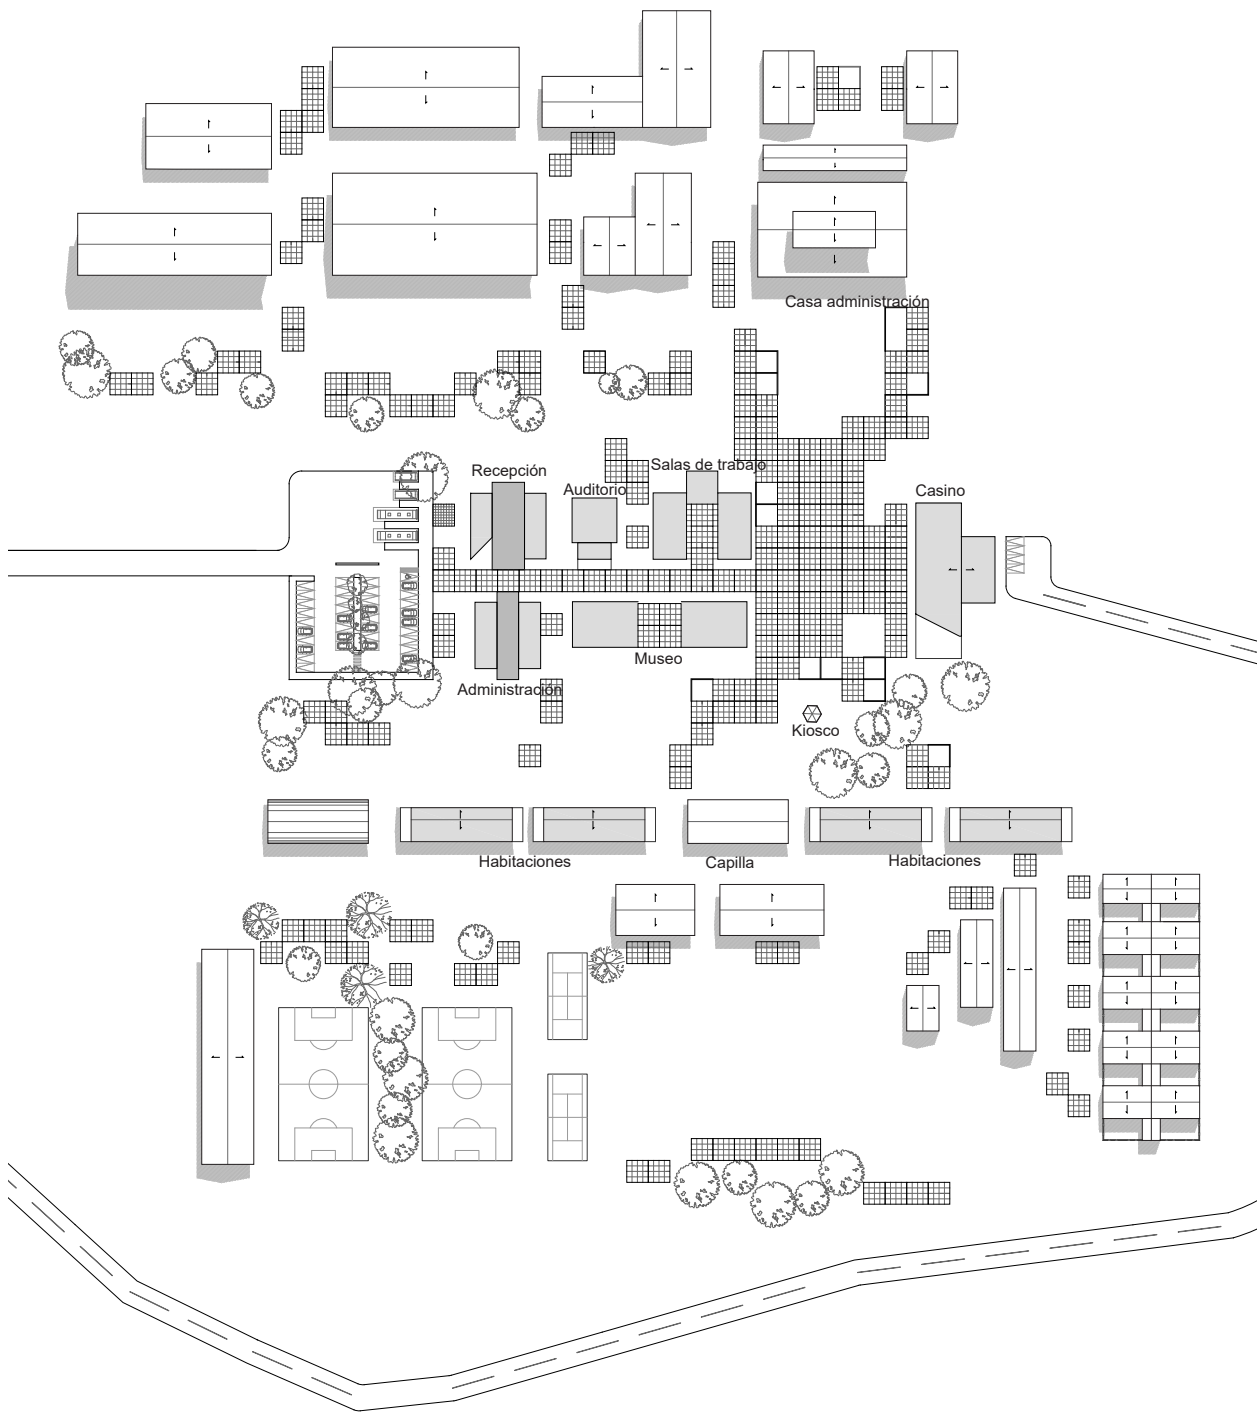 Casa administración
Recepción
Salas de trabajo
Auditorio
Casino
Museo
Administración
Kiosco
Habitaciones
Capilla
Habitaciones